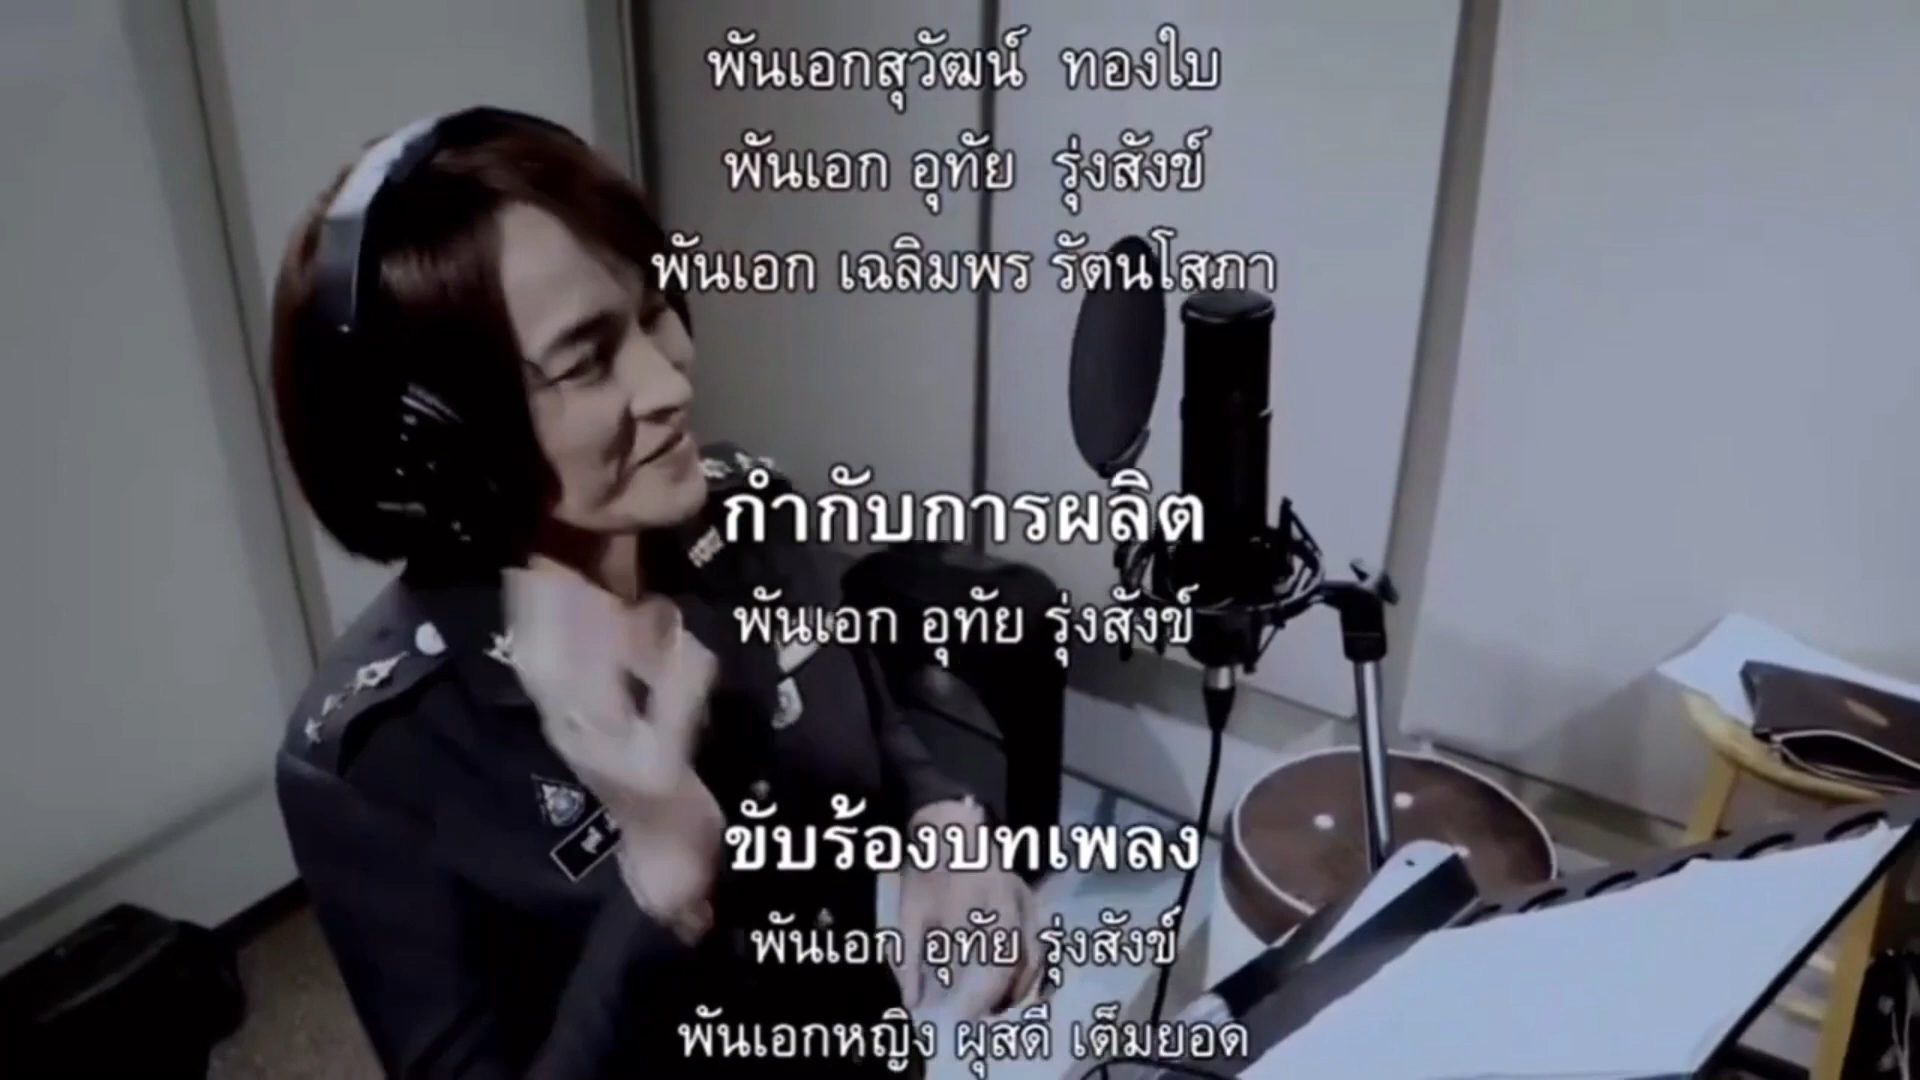 พันเอกสุวัฒน์ ทองใบ
พันเอก อุทัย รุ่งสังข์
พันเอก เฉลิมพร รัตนโสภา
กำกับการผลิต
พันเอก อุทัย รุ่งสังข์
ขับร้องบทเพลง
พันเอก อุทัย รุ่งสังข์
พันเอกหญิง ผุสดี เต็มยอด